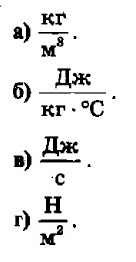 а) кг/м³.
б) Дж/кг · °С.
в) Дж/с.
г) Н/м².